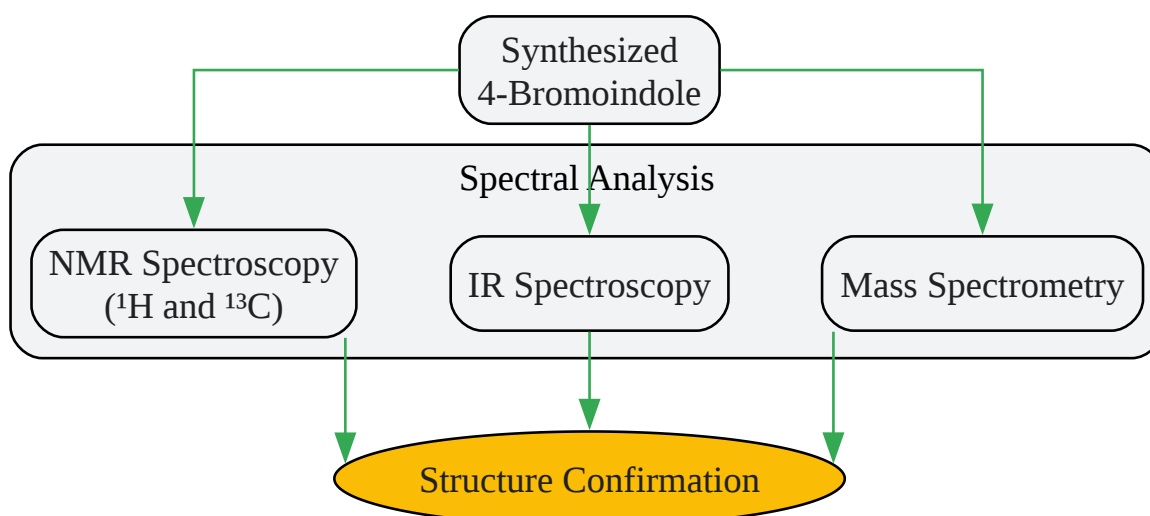 Synthesized
4-Bromoindole
Spectral Analysis
NMR Spectroscopy
(¹H and ¹³C)
IR Spectroscopy
Mass Spectrometry
Structure Confirmation